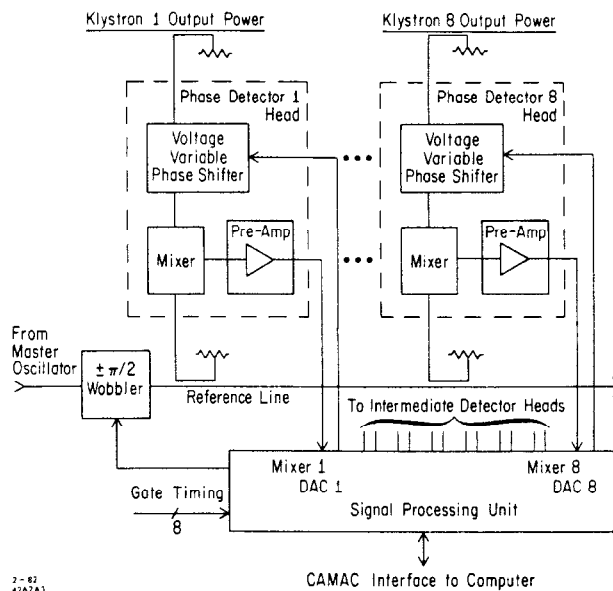 Klystron 1 Output Power
Klystron 8 Output Power
Phase Detector 1
Head
Phase Detector 8
Head
Voltage
Variable
Phase Shifter
Voltage
Variable
Phase Shifter
Pre-Amp
Pre-Amp
Mixer
Mixer
From
Master
Oscillator
± π/2
Wobbler
Reference Line
To Intermediate Detector Heads
Mixer 1
Mixer 8
DAC 1
DAC 8
Gate Timing
8
Signal Processing Unit
CAMAC Interface to Computer
2-82
4262A3